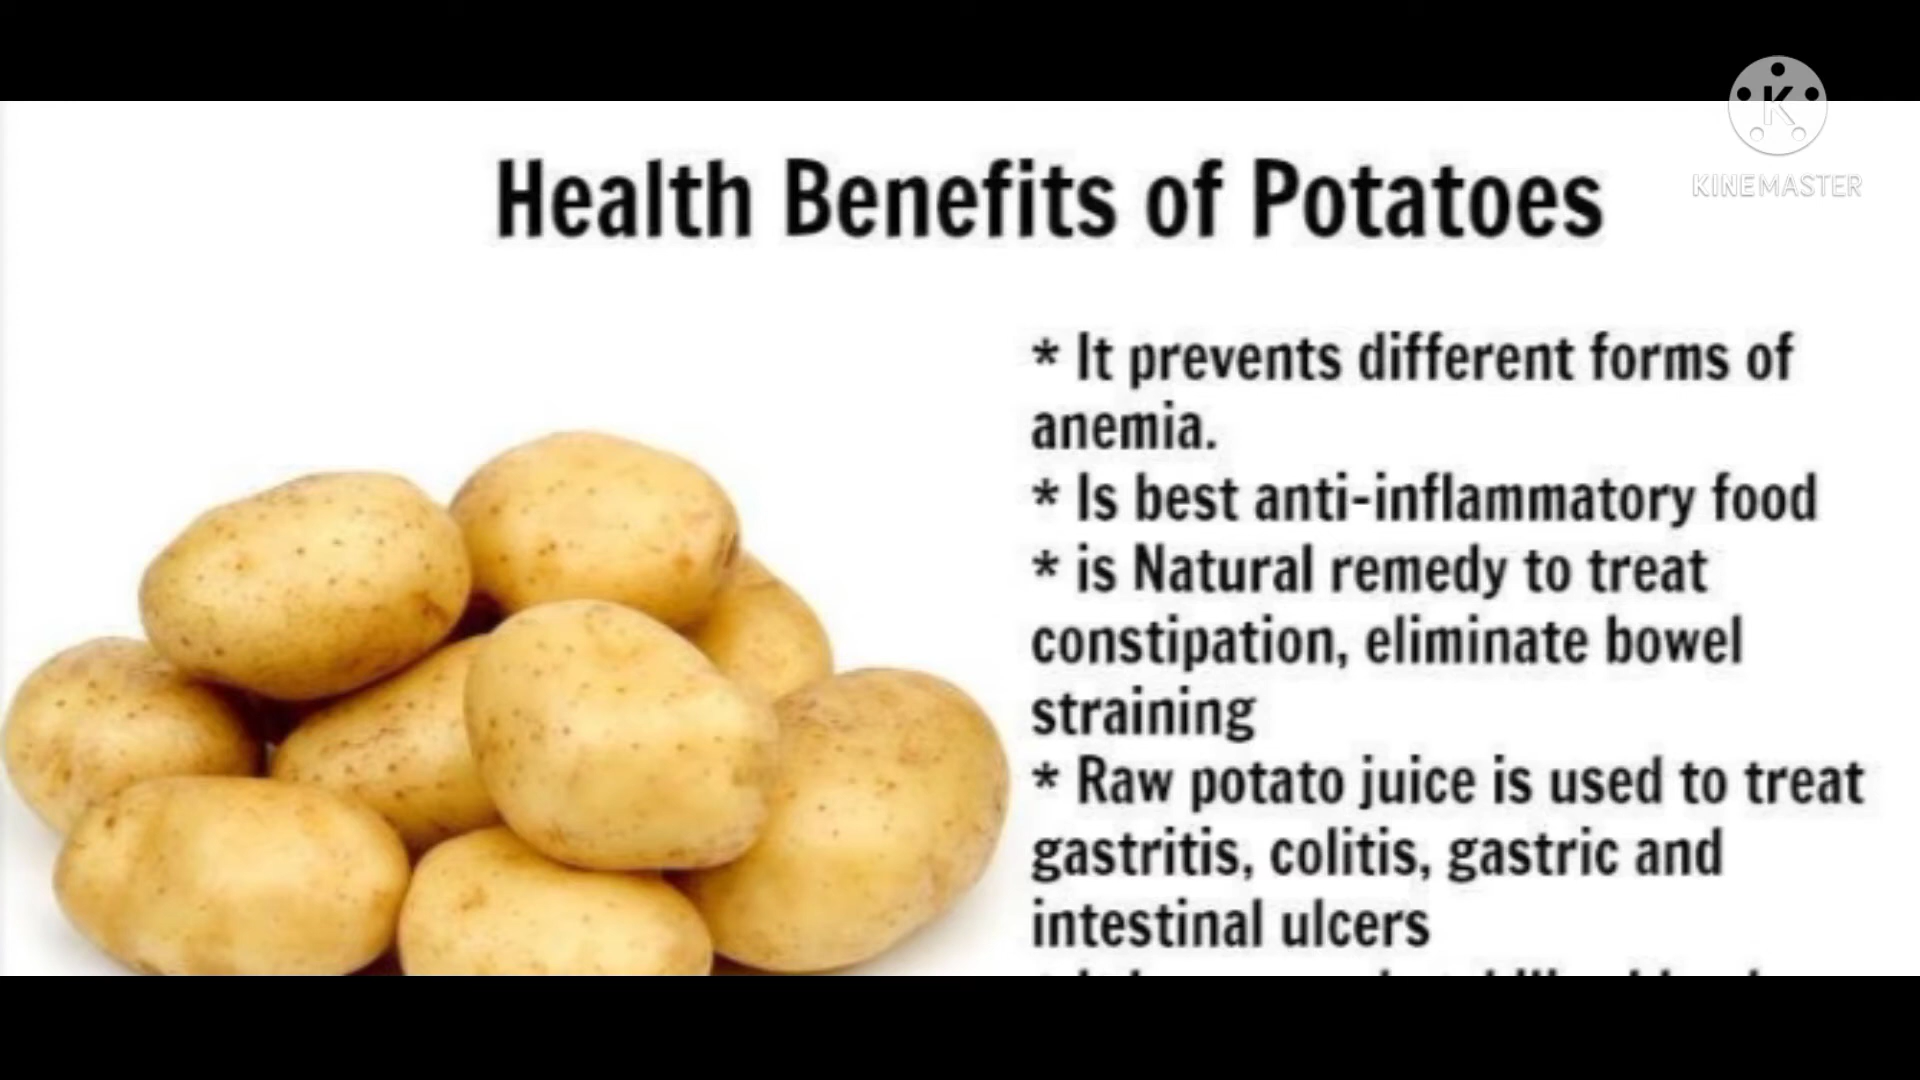 KINEMASTER
Health Benefits of Potatoes
* It prevents different forms of
anemia.
* Is best anti-inflammatory food
* is Natural remedy to treat
constipation, eliminate bowel
straining
* Raw potato juice is used to treat
gastritis, colitis, gastric and
intestinal ulcers